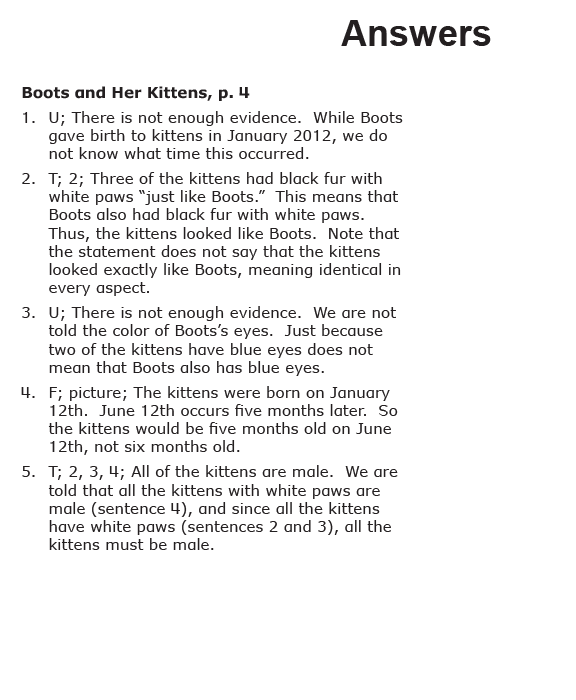 Answers
Boots and Her Kittens, p. 4
1. U; There is not enough evidence. While Boots
gave birth to kittens in January 2012, we do
not know what time this occurred.
2. T; 2; Three of the kittens had black fur with
white paws “just like Boots.” This means that
Boots also had black fur with white paws.
Thus, the kittens looked like Boots. Note that
the statement does not say that the kittens
looked exactly like Boots, meaning identical in
every aspect.
3. U; There is not enough evidence. We are not
told the color of Boots’s eyes. Just because
two of the kittens have blue eyes does not
mean that Boots also has blue eyes.
4. F; picture; The kittens were born on January
12th. June 12th occurs five months later. So
the kittens would be five months old on June
12th, not six months old.
5. T; 2, 3, 4; All of the kittens are male. We are
told that all the kittens with white paws are
male (sentence 4), and since all the kittens
have white paws (sentences 2 and 3), all the
kittens must be male.